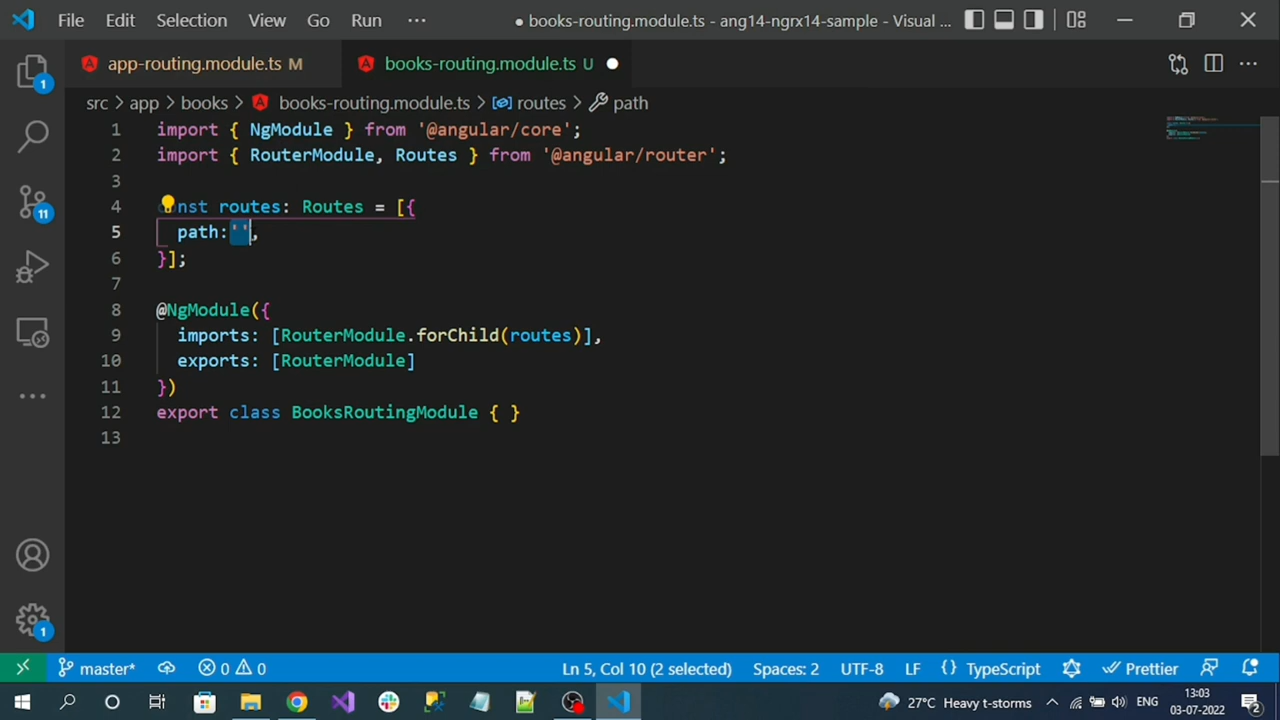 File Edit Selection View Go Run ··· ● books-routing.module.ts - ang14-ngrx14-sample - Visual ...
app-routing.module.ts M books-routing.module.ts U ●
src > app > books > books-routing.module.ts > routes > path
1 import { NgModule } from '@angular/core';
2 import { RouterModule, Routes } from '@angular/router';
3
4 nst routes: Routes = [{
5 path:'',
6 }];
7
8 @NgModule({
9 imports: [RouterModule.forChild(routes)],
10 exports: [RouterModule]
11 })
12 export class BooksRoutingModule { }
13
1
11
1
master* 0 0 Ln 5, Col 10 (2 selected) Spaces: 2 UTF-8 LF {} TypeScript Prettier
27°C Heavy t-storms ENG 13:03
03-07-2022 2